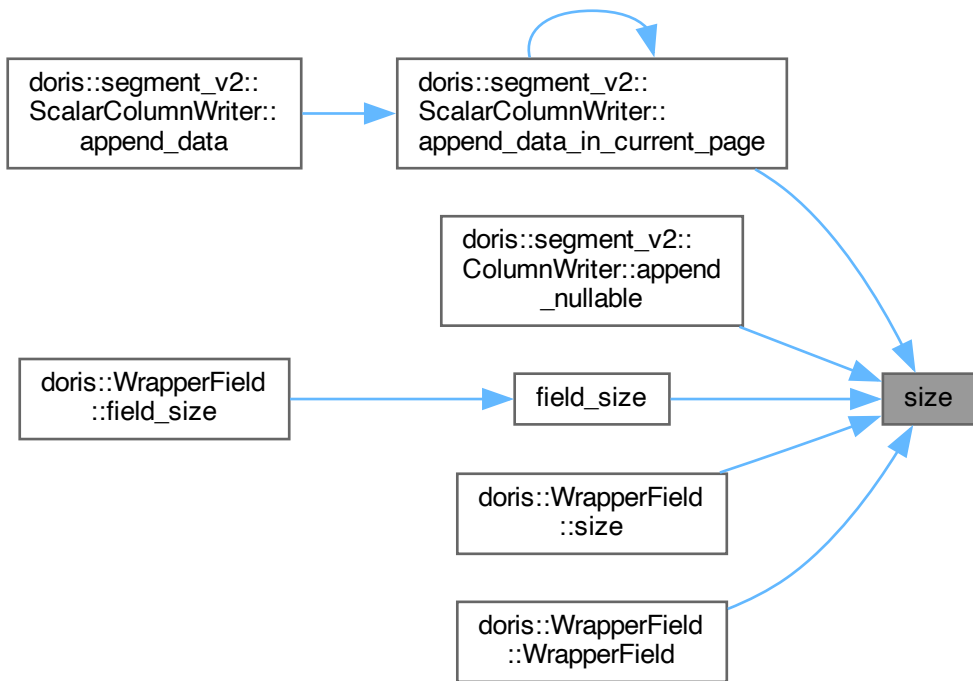 doris::segment_v2::
ScalarColumnWriter::
append_data
doris::segment_v2::
ScalarColumnWriter::
append_data_in_current_page
doris::segment_v2::
ColumnWriter::append
_nullable
doris::WrapperField
::field_size
field_size
size
doris::WrapperField
::size
doris::WrapperField
::WrapperField